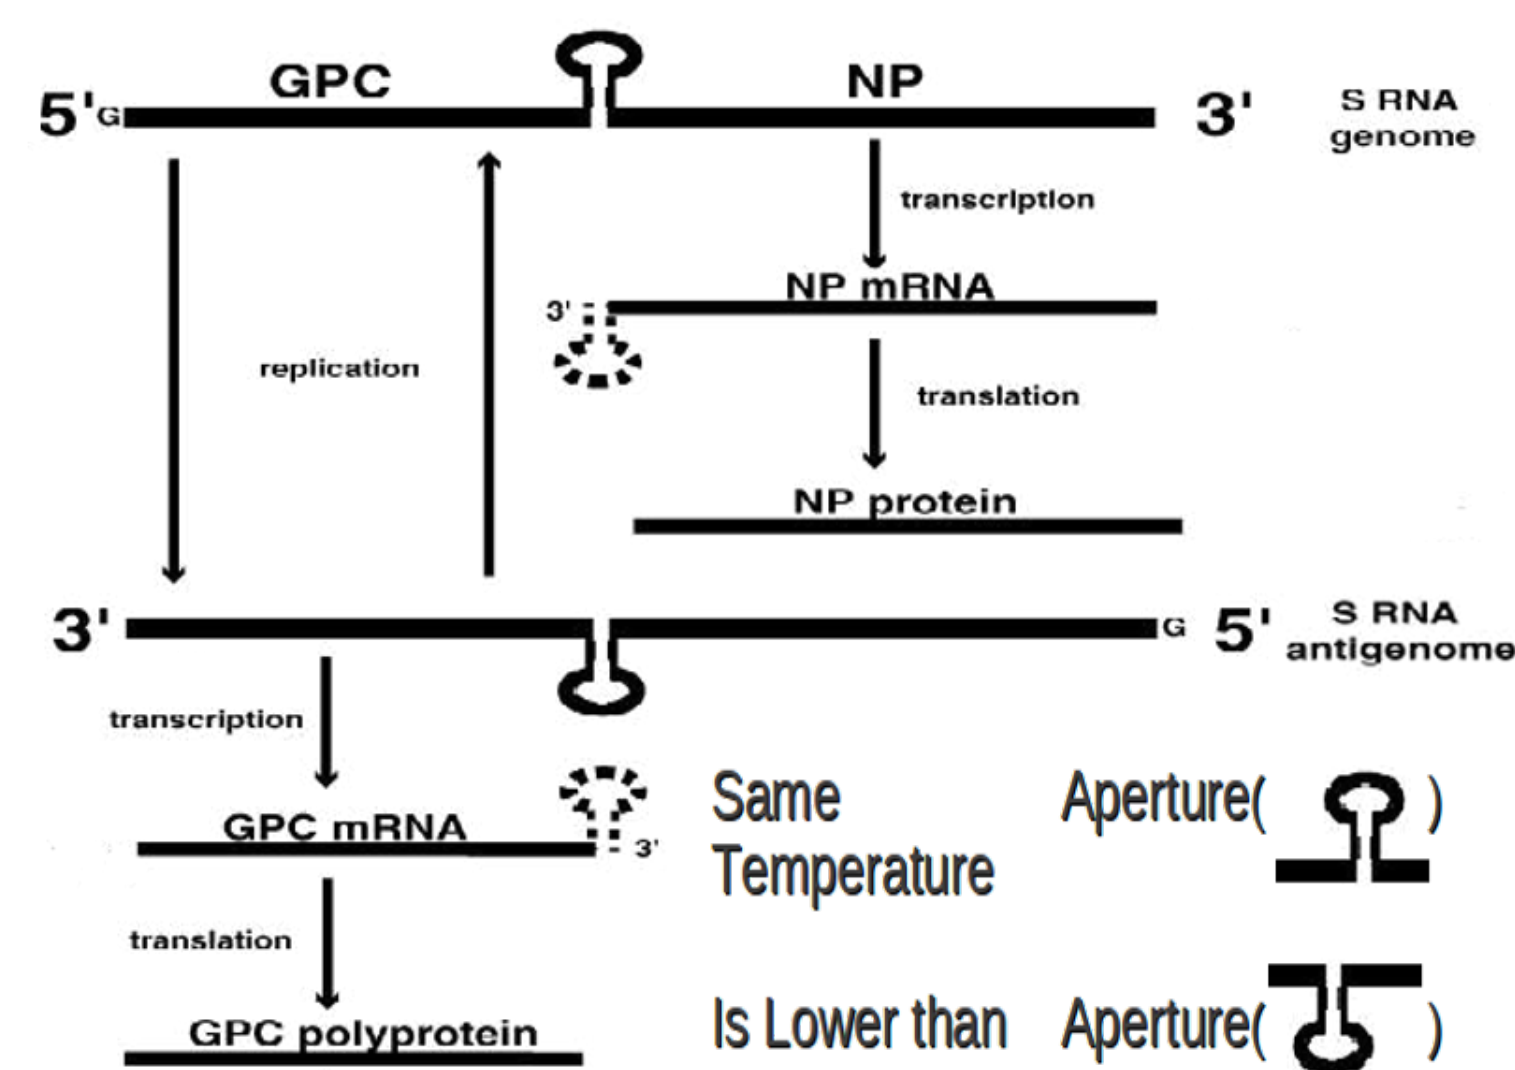 GPC NP
5' G 3' S RNA
genome
transcription
NP mRNA
3'
replication
translation
NP protein
3' G 5' S RNA
antigenome
transcription
GPC mRNA
3'
translation
GPC polyprotein
Same Aperture( )
Temperature
Is Lower than Aperture( )